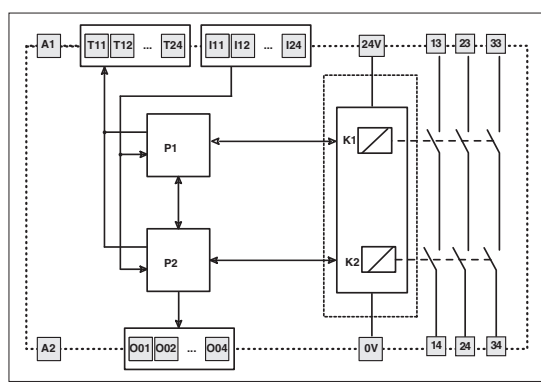 A1 T11 T12 ... T24 I11 I12 ... I24 24V 13 23 33
P1 K1
P2 K2
A2 O01 O02 ... O04 0V 14 24 34